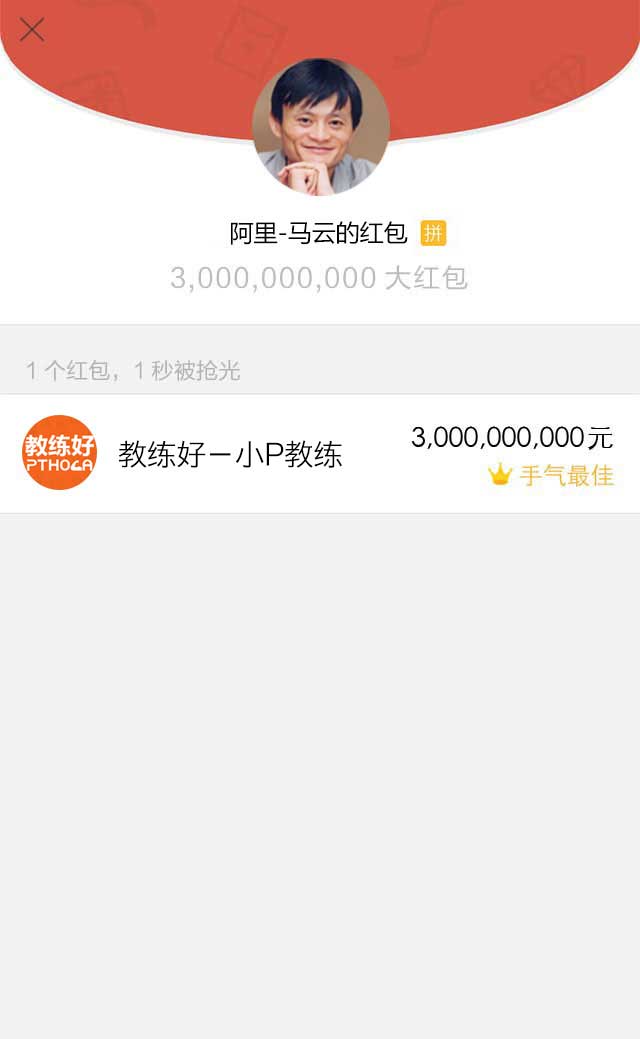 阿里-马云的红包 拼
3,000,000,000 大红包
1 个红包，1 秒被抢光
教练好
PTHOLA
教练好－小P教练
3,000,000,000元
手气最佳